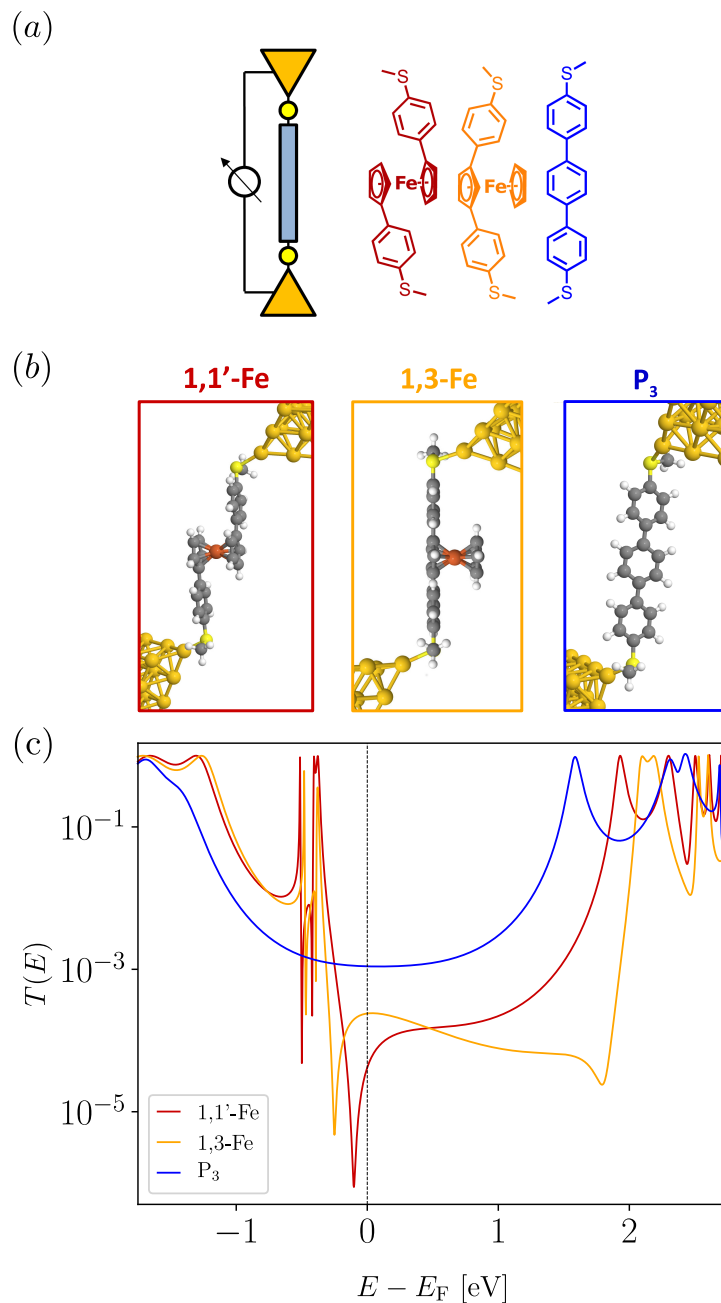 (a)
S
S
S
Fe
Fe
S
S
S
(b)
1,1'-Fe
1,3-Fe
P₃
(c)
10⁻¹
10⁻³
10⁻⁵
T(E)
1,1'-Fe
1,3-Fe
P₃
−1
0
1
2
E − E_F [eV]